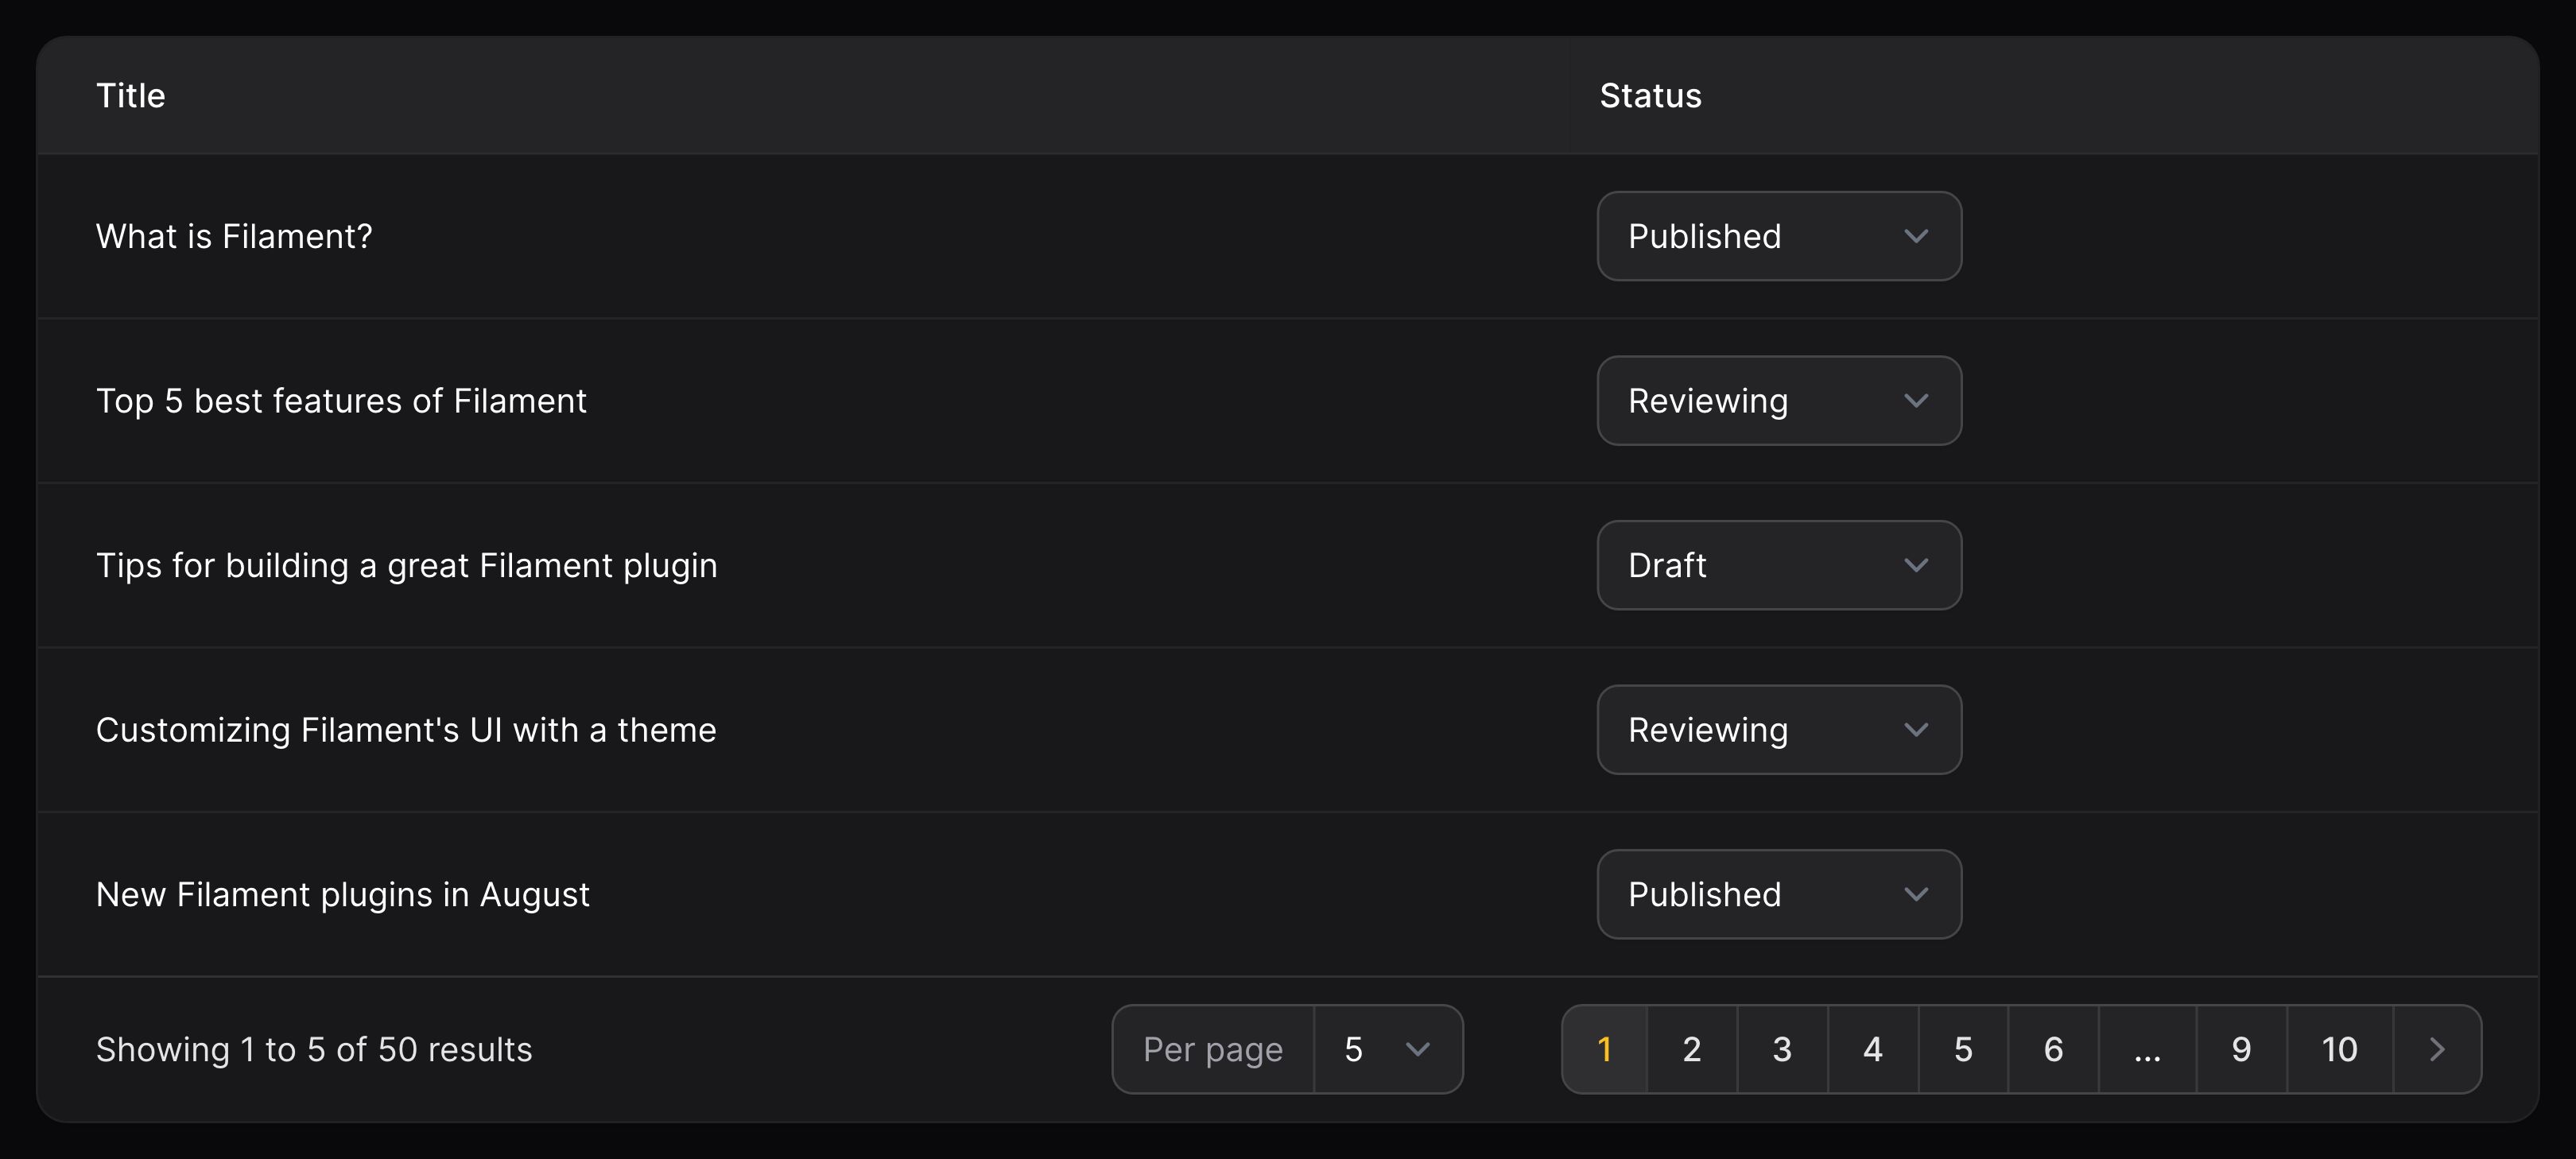 Title Status
What is Filament? Published
Top 5 best features of Filament Reviewing
Tips for building a great Filament plugin Draft
Customizing Filament's UI with a theme Reviewing
New Filament plugins in August Published
Showing 1 to 5 of 50 results Per page 5 1 2 3 4 5 6 ... 9 10